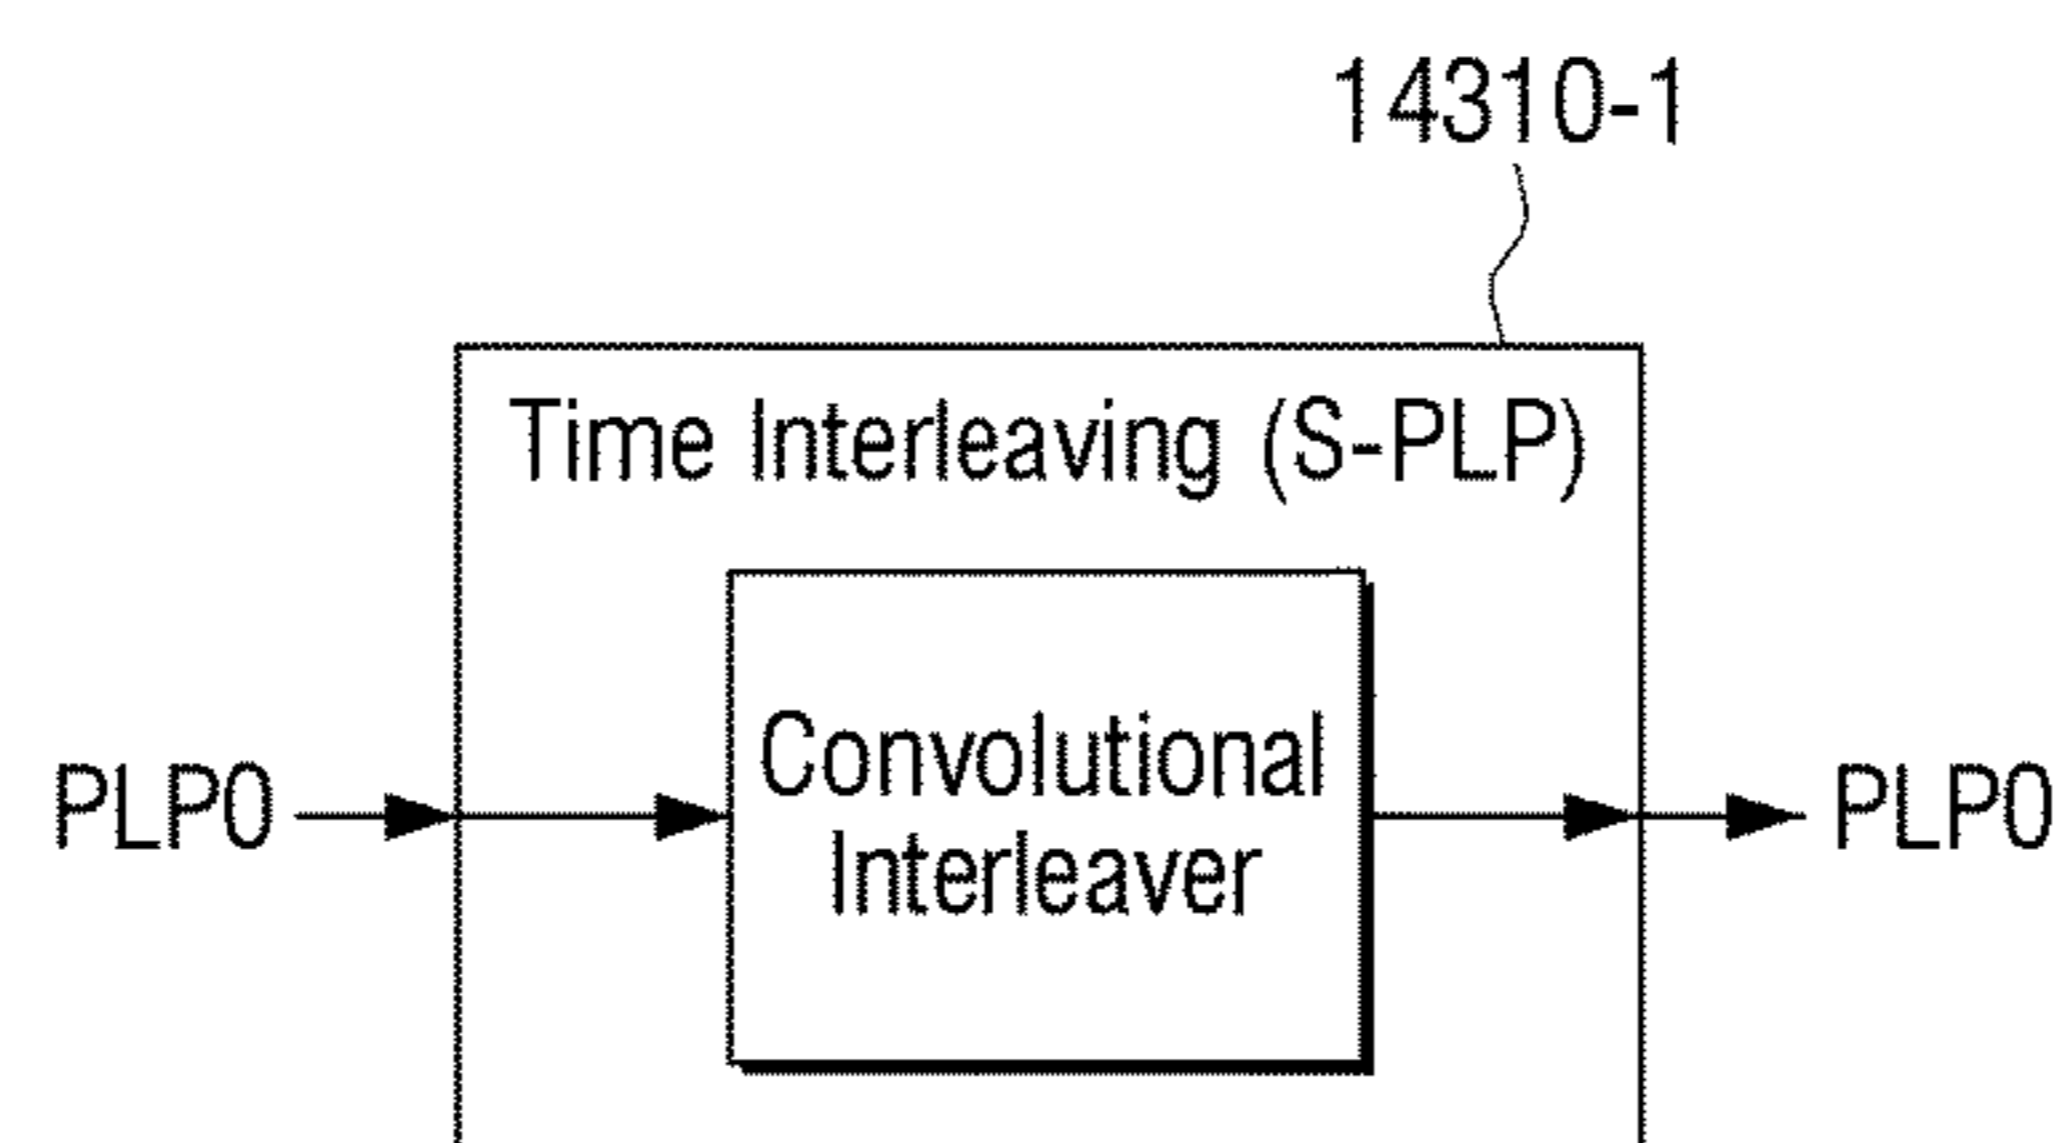 14310-1
Time Interleaving (S-PLP)
PLP0
Convolutional
Interleaver
PLP0